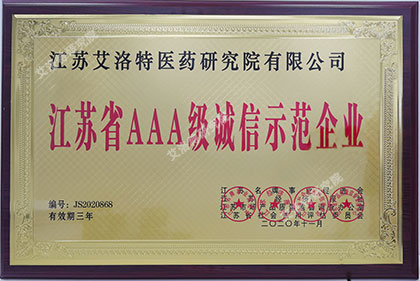 江苏艾洛特医药研究院有限公司
江苏省AAA级诚信示范企业
编号：JS2020868
有效期三年
二〇二〇年十一月